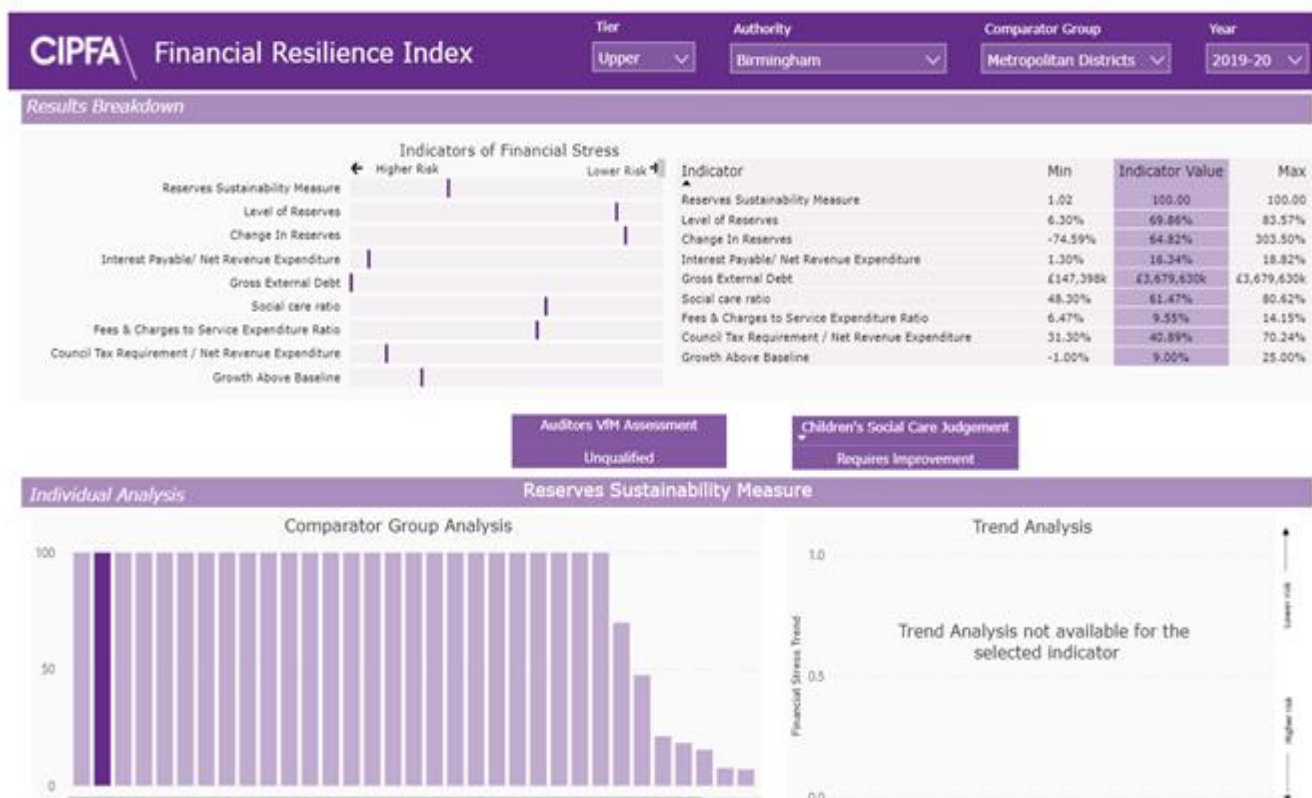 Tier Authority Comparator Group Year
CIPFA\ Financial Resilience Index
Upper Birmingham Metropolitan Districts 2019-20
Results Breakdown
Indicators of Financial Stress
Higher Risk Lower Risk
Reserves Sustainability Measure
Level of Reserves
Change In Reserves
Interest Payable/ Net Revenue Expenditure
Gross External Debt
Social care ratio
Fees & Charges to Service Expenditure Ratio
Council Tax Requirement / Net Revenue Expenditure
Growth Above Baseline
Indicator Min Indicator Value Max
Reserves Sustainability Measure 1.02 100.00 100.00
Level of Reserves 6.30% 69.86% 83.57%
Change In Reserves -74.59% 64.82% 303.50%
Interest Payable/ Net Revenue Expenditure 1.30% 16.34% 18.82%
Gross External Debt £147,398k £3,679,630k £3,679,630k
Social care ratio 48.30% 61.47% 80.62%
Fees & Charges to Service Expenditure Ratio 6.47% 9.55% 14.15%
Council Tax Requirement / Net Revenue Expenditure 31.30% 40.89% 70.24%
Growth Above Baseline -1.00% 9.00% 25.00%
Auditors VfM Assessment
Unqualified
Children's Social Care Judgement
Requires Improvement
Individual Analysis Reserves Sustainability Measure
Comparator Group Analysis
100
50
0
Trend Analysis
1.0
Trend Analysis not available for the
selected indicator
0.5
0.0
Financial Stress Trend
Lower risk
Higher risk